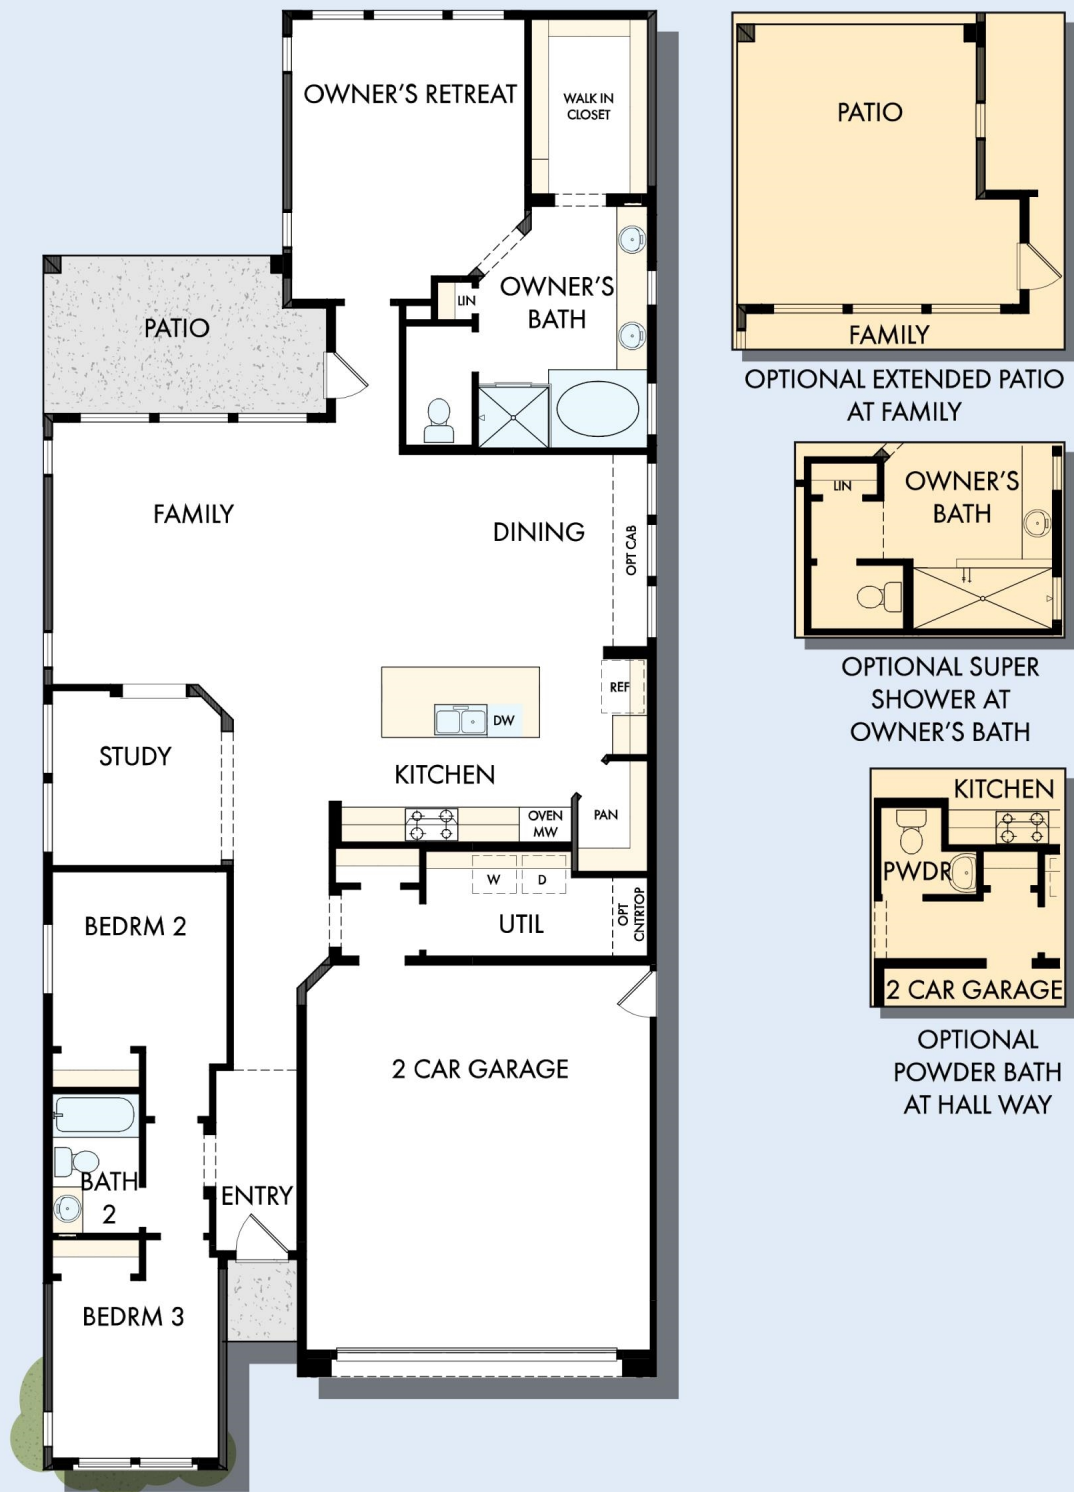 OWNER'S RETREAT
WALK IN
CLOSET
LIN
OWNER'S
BATH
PATIO
FAMILY
DINING
OPT CAB
REF
DW
STUDY
KITCHEN
OVEN
MW
PAN
W
D
UTIL
OPT
CNTRTOP
BEDRM 2
2 CAR GARAGE
BATH
2
ENTRY
BEDRM 3
PATIO
FAMILY
OPTIONAL EXTENDED PATIO
AT FAMILY
LIN
OWNER'S
BATH
OPTIONAL SUPER
SHOWER AT
OWNER'S BATH
KITCHEN
PWDR
2 CAR GARAGE
OPTIONAL
POWDER BATH
AT HALL WAY